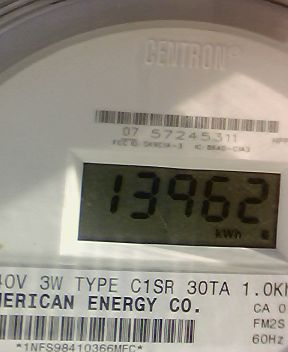 CENTRON®
07 57245311
13962
kWh
40V 3W TYPE C1SR 30TA 1.0K
MERICAN ENERGY CO.
CA 0
FM2S
60Hz
*1NFS98410366MFC*